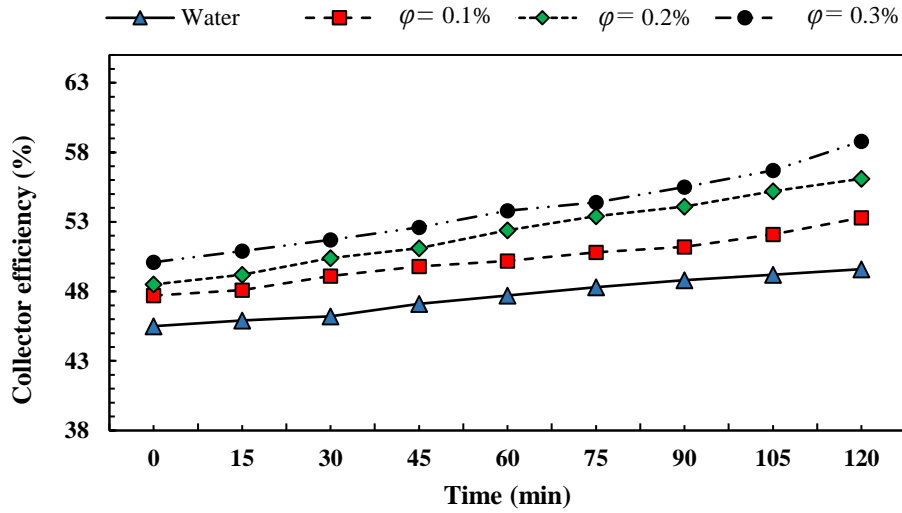 Water φ= 0.1% φ= 0.2% φ= 0.3%
Collector efficiency (%)
63
58
53
48
43
38
0 15 30 45 60 75 90 105 120
Time (min)